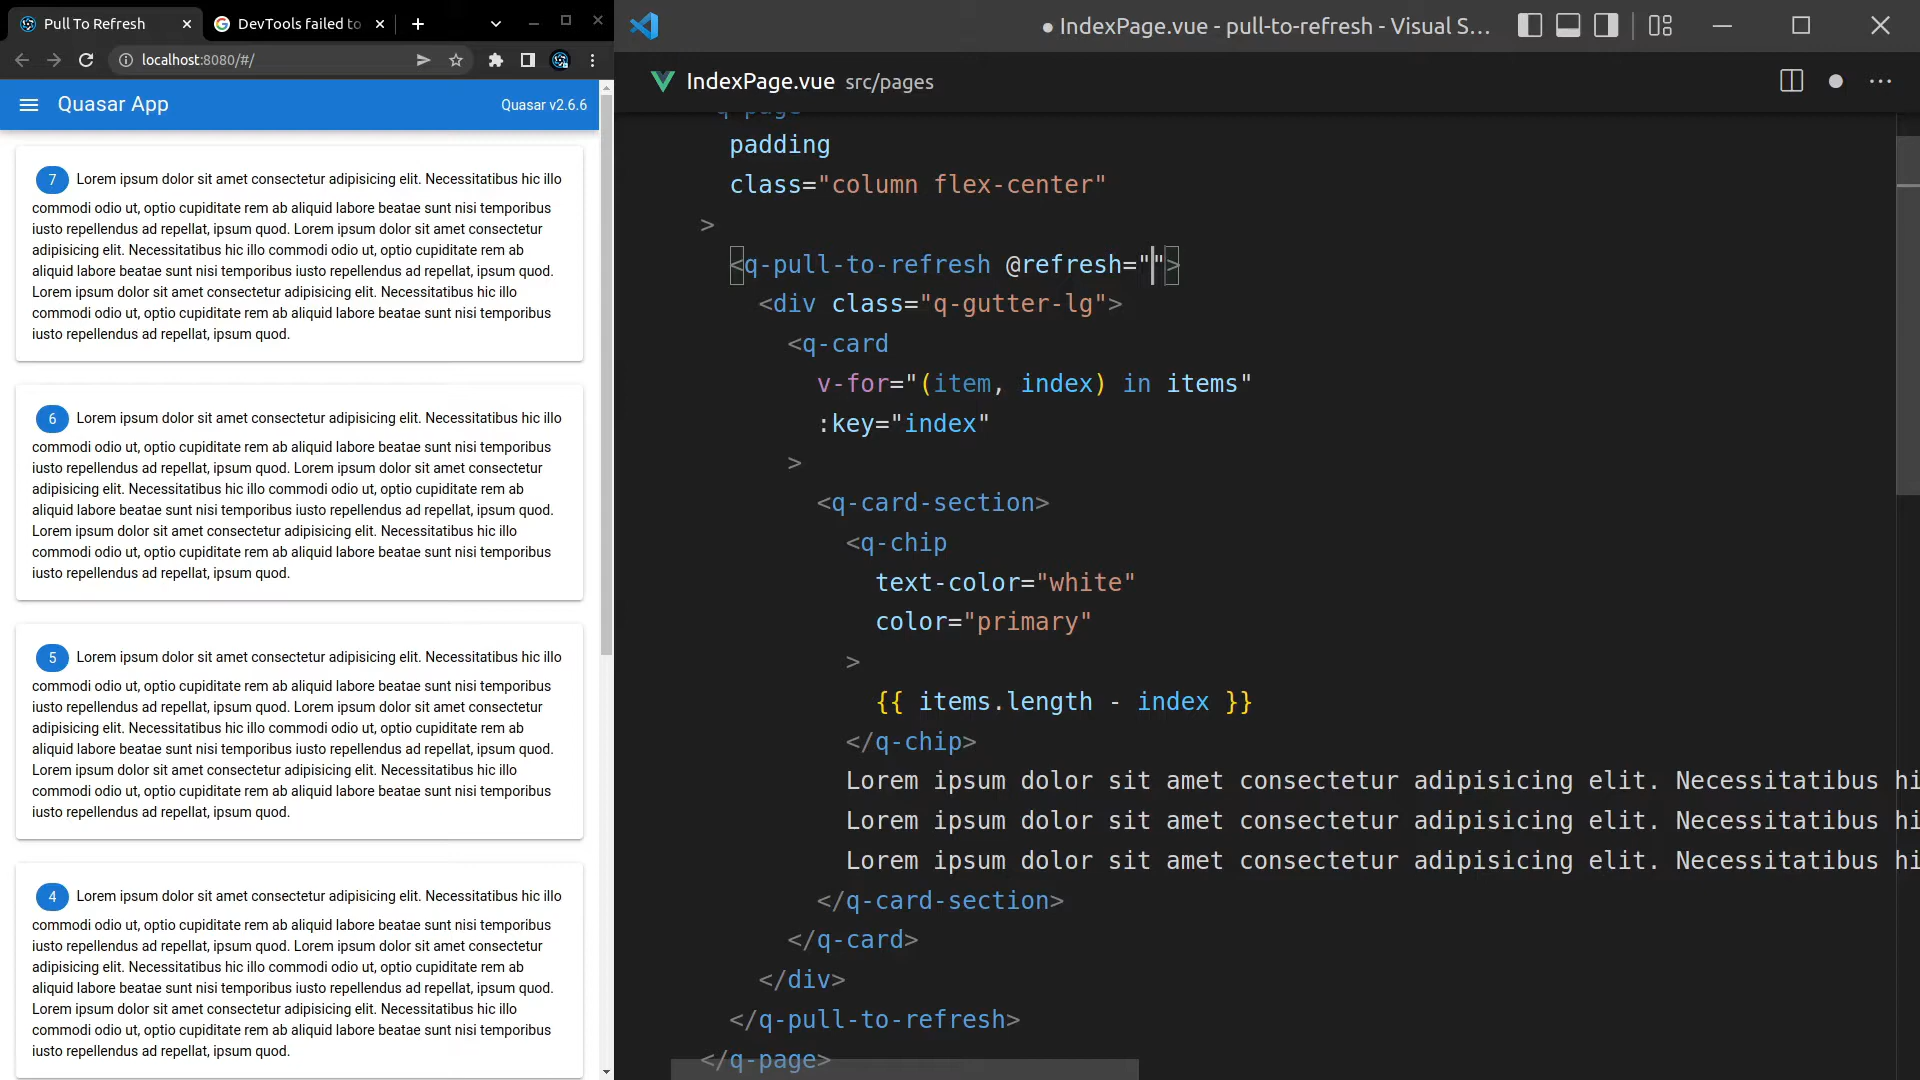 Pull To Refresh
DevTools failed to
localhost:8080/#/
Quasar App
Quasar v2.6.6
7 Lorem ipsum dolor sit amet consectetur adipisicing elit. Necessitatibus hic illo
commodi odio ut, optio cupiditate rem ab aliquid labore beatae sunt nisi temporibus
iusto repellendus ad repellat, ipsum quod. Lorem ipsum dolor sit amet consectetur
adipisicing elit. Necessitatibus hic illo commodi odio ut, optio cupiditate rem ab
aliquid labore beatae sunt nisi temporibus iusto repellendus ad repellat, ipsum quod.
Lorem ipsum dolor sit amet consectetur adipisicing elit. Necessitatibus hic illo
commodi odio ut, optio cupiditate rem ab aliquid labore beatae sunt nisi temporibus
iusto repellendus ad repellat, ipsum quod.
6 Lorem ipsum dolor sit amet consectetur adipisicing elit. Necessitatibus hic illo
commodi odio ut, optio cupiditate rem ab aliquid labore beatae sunt nisi temporibus
iusto repellendus ad repellat, ipsum quod. Lorem ipsum dolor sit amet consectetur
adipisicing elit. Necessitatibus hic illo commodi odio ut, optio cupiditate rem ab
aliquid labore beatae sunt nisi temporibus iusto repellendus ad repellat, ipsum quod.
Lorem ipsum dolor sit amet consectetur adipisicing elit. Necessitatibus hic illo
commodi odio ut, optio cupiditate rem ab aliquid labore beatae sunt nisi temporibus
iusto repellendus ad repellat, ipsum quod.
5 Lorem ipsum dolor sit amet consectetur adipisicing elit. Necessitatibus hic illo
commodi odio ut, optio cupiditate rem ab aliquid labore beatae sunt nisi temporibus
iusto repellendus ad repellat, ipsum quod. Lorem ipsum dolor sit amet consectetur
adipisicing elit. Necessitatibus hic illo commodi odio ut, optio cupiditate rem ab
aliquid labore beatae sunt nisi temporibus iusto repellendus ad repellat, ipsum quod.
Lorem ipsum dolor sit amet consectetur adipisicing elit. Necessitatibus hic illo
commodi odio ut, optio cupiditate rem ab aliquid labore beatae sunt nisi temporibus
iusto repellendus ad repellat, ipsum quod.
4 Lorem ipsum dolor sit amet consectetur adipisicing elit. Necessitatibus hic illo
commodi odio ut, optio cupiditate rem ab aliquid labore beatae sunt nisi temporibus
iusto repellendus ad repellat, ipsum quod. Lorem ipsum dolor sit amet consectetur
adipisicing elit. Necessitatibus hic illo commodi odio ut, optio cupiditate rem ab
aliquid labore beatae sunt nisi temporibus iusto repellendus ad repellat, ipsum quod.
Lorem ipsum dolor sit amet consectetur adipisicing elit. Necessitatibus hic illo
commodi odio ut, optio cupiditate rem ab aliquid labore beatae sunt nisi temporibus
iusto repellendus ad repellat, ipsum quod.
● IndexPage.vue - pull-to-refresh - Visual S...
IndexPage.vue src/pages
q-page
padding
class="column flex-center"
>
<q-pull-to-refresh @refresh="">
<div class="q-gutter-lg">
<q-card
v-for="(item, index) in items"
:key="index"
>
<q-card-section>
<q-chip
text-color="white"
color="primary"
>
{{ items.length - index }}
</q-chip>
Lorem ipsum dolor sit amet consectetur adipisicing elit. Necessitatibus hi
Lorem ipsum dolor sit amet consectetur adipisicing elit. Necessitatibus hi
Lorem ipsum dolor sit amet consectetur adipisicing elit. Necessitatibus hi
</q-card-section>
</q-card>
</div>
</q-pull-to-refresh>
</q-page>